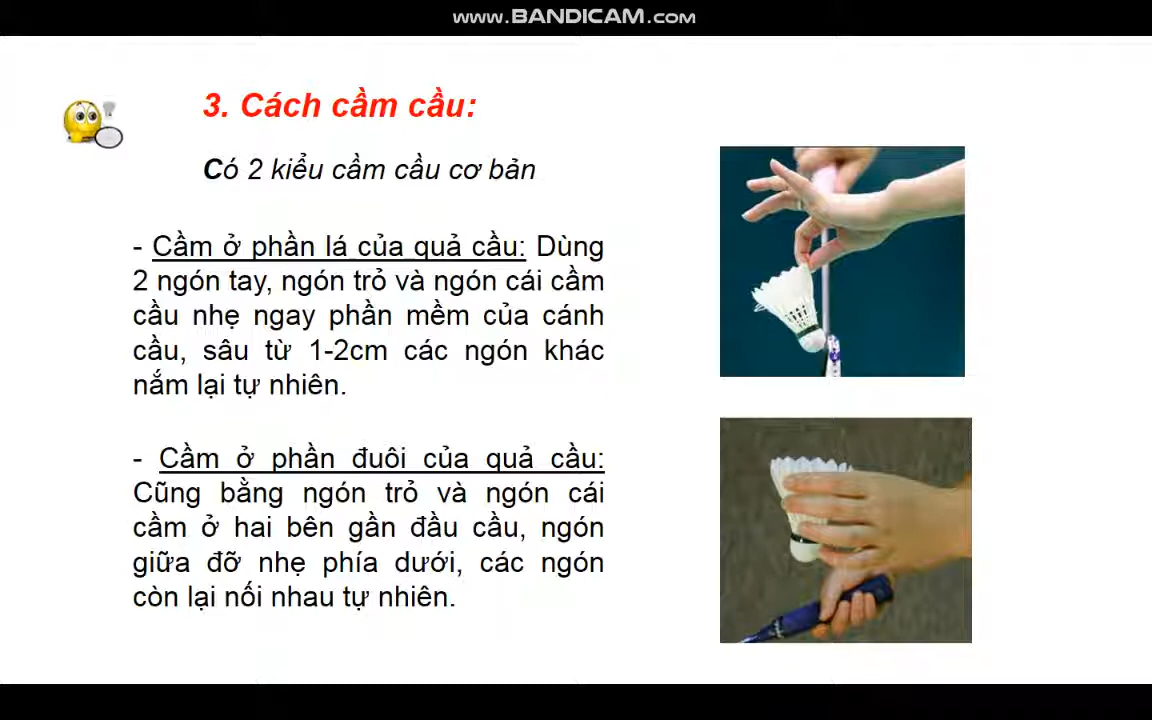 WWW.BANDICAM.COM
3. Cách cầm cầu:
Có 2 kiểu cầm cầu cơ bản
- Cầm ở phần lá của quả cầu: Dùng
2 ngón tay, ngón trỏ và ngón cái cầm
cầu nhẹ ngay phần mềm của cánh
cầu, sâu từ 1-2cm các ngón khác
nắm lại tự nhiên.
- Cầm ở phần đuôi của quả cầu:
Cũng bằng ngón trỏ và ngón cái
cầm ở hai bên gần đầu cầu, ngón
giữa đỡ nhẹ phía dưới, các ngón
còn lại nối nhau tự nhiên.